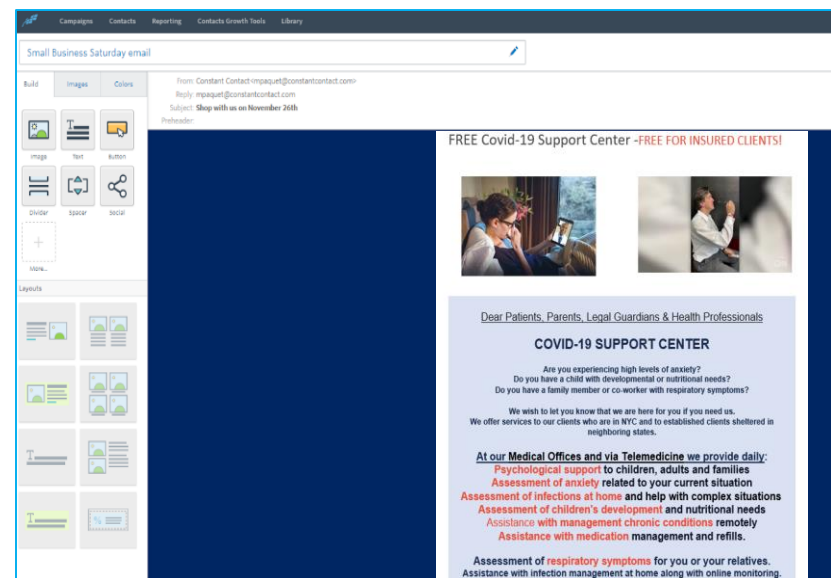 Campaigns Contacts Reporting Contacts Growth Tools Library
Small Business Saturday email
Build Images Colors
From: Constant Contact<mpaquet@constantcontact.com>
Reply: mpaquet@constantcontact.com
Subject: Shop with us on November 26th
Preheader:
Image Text Button
Divider Spacer Social
More...
Layouts
FREE Covid-19 Support Center -FREE FOR INSURED CLIENTS!
Dear Patients, Parents, Legal Guardians & Health Professionals
COVID-19 SUPPORT CENTER
Are you experiencing high levels of anxiety?
Do you have a child with developmental or nutritional needs?
Do you have a family member or co-worker with respiratory symptoms?
We wish to let you know that we are here for you if you need us.
We offer services to our clients who are in NYC and to established clients sheltered in
neighboring states.
At our Medical Offices and via Telemedicine we provide daily:
Psychological support to children, adults and families
Assessment of anxiety related to your current situation
Assessment of infections at home and help with complex situations
Assessment of children's development and nutritional needs
Assistance with management chronic conditions remotely
Assistance with medication management and refills.
Assessment of respiratory symptoms for you or your relatives.
Assistance with infection management at home along with online monitoring.